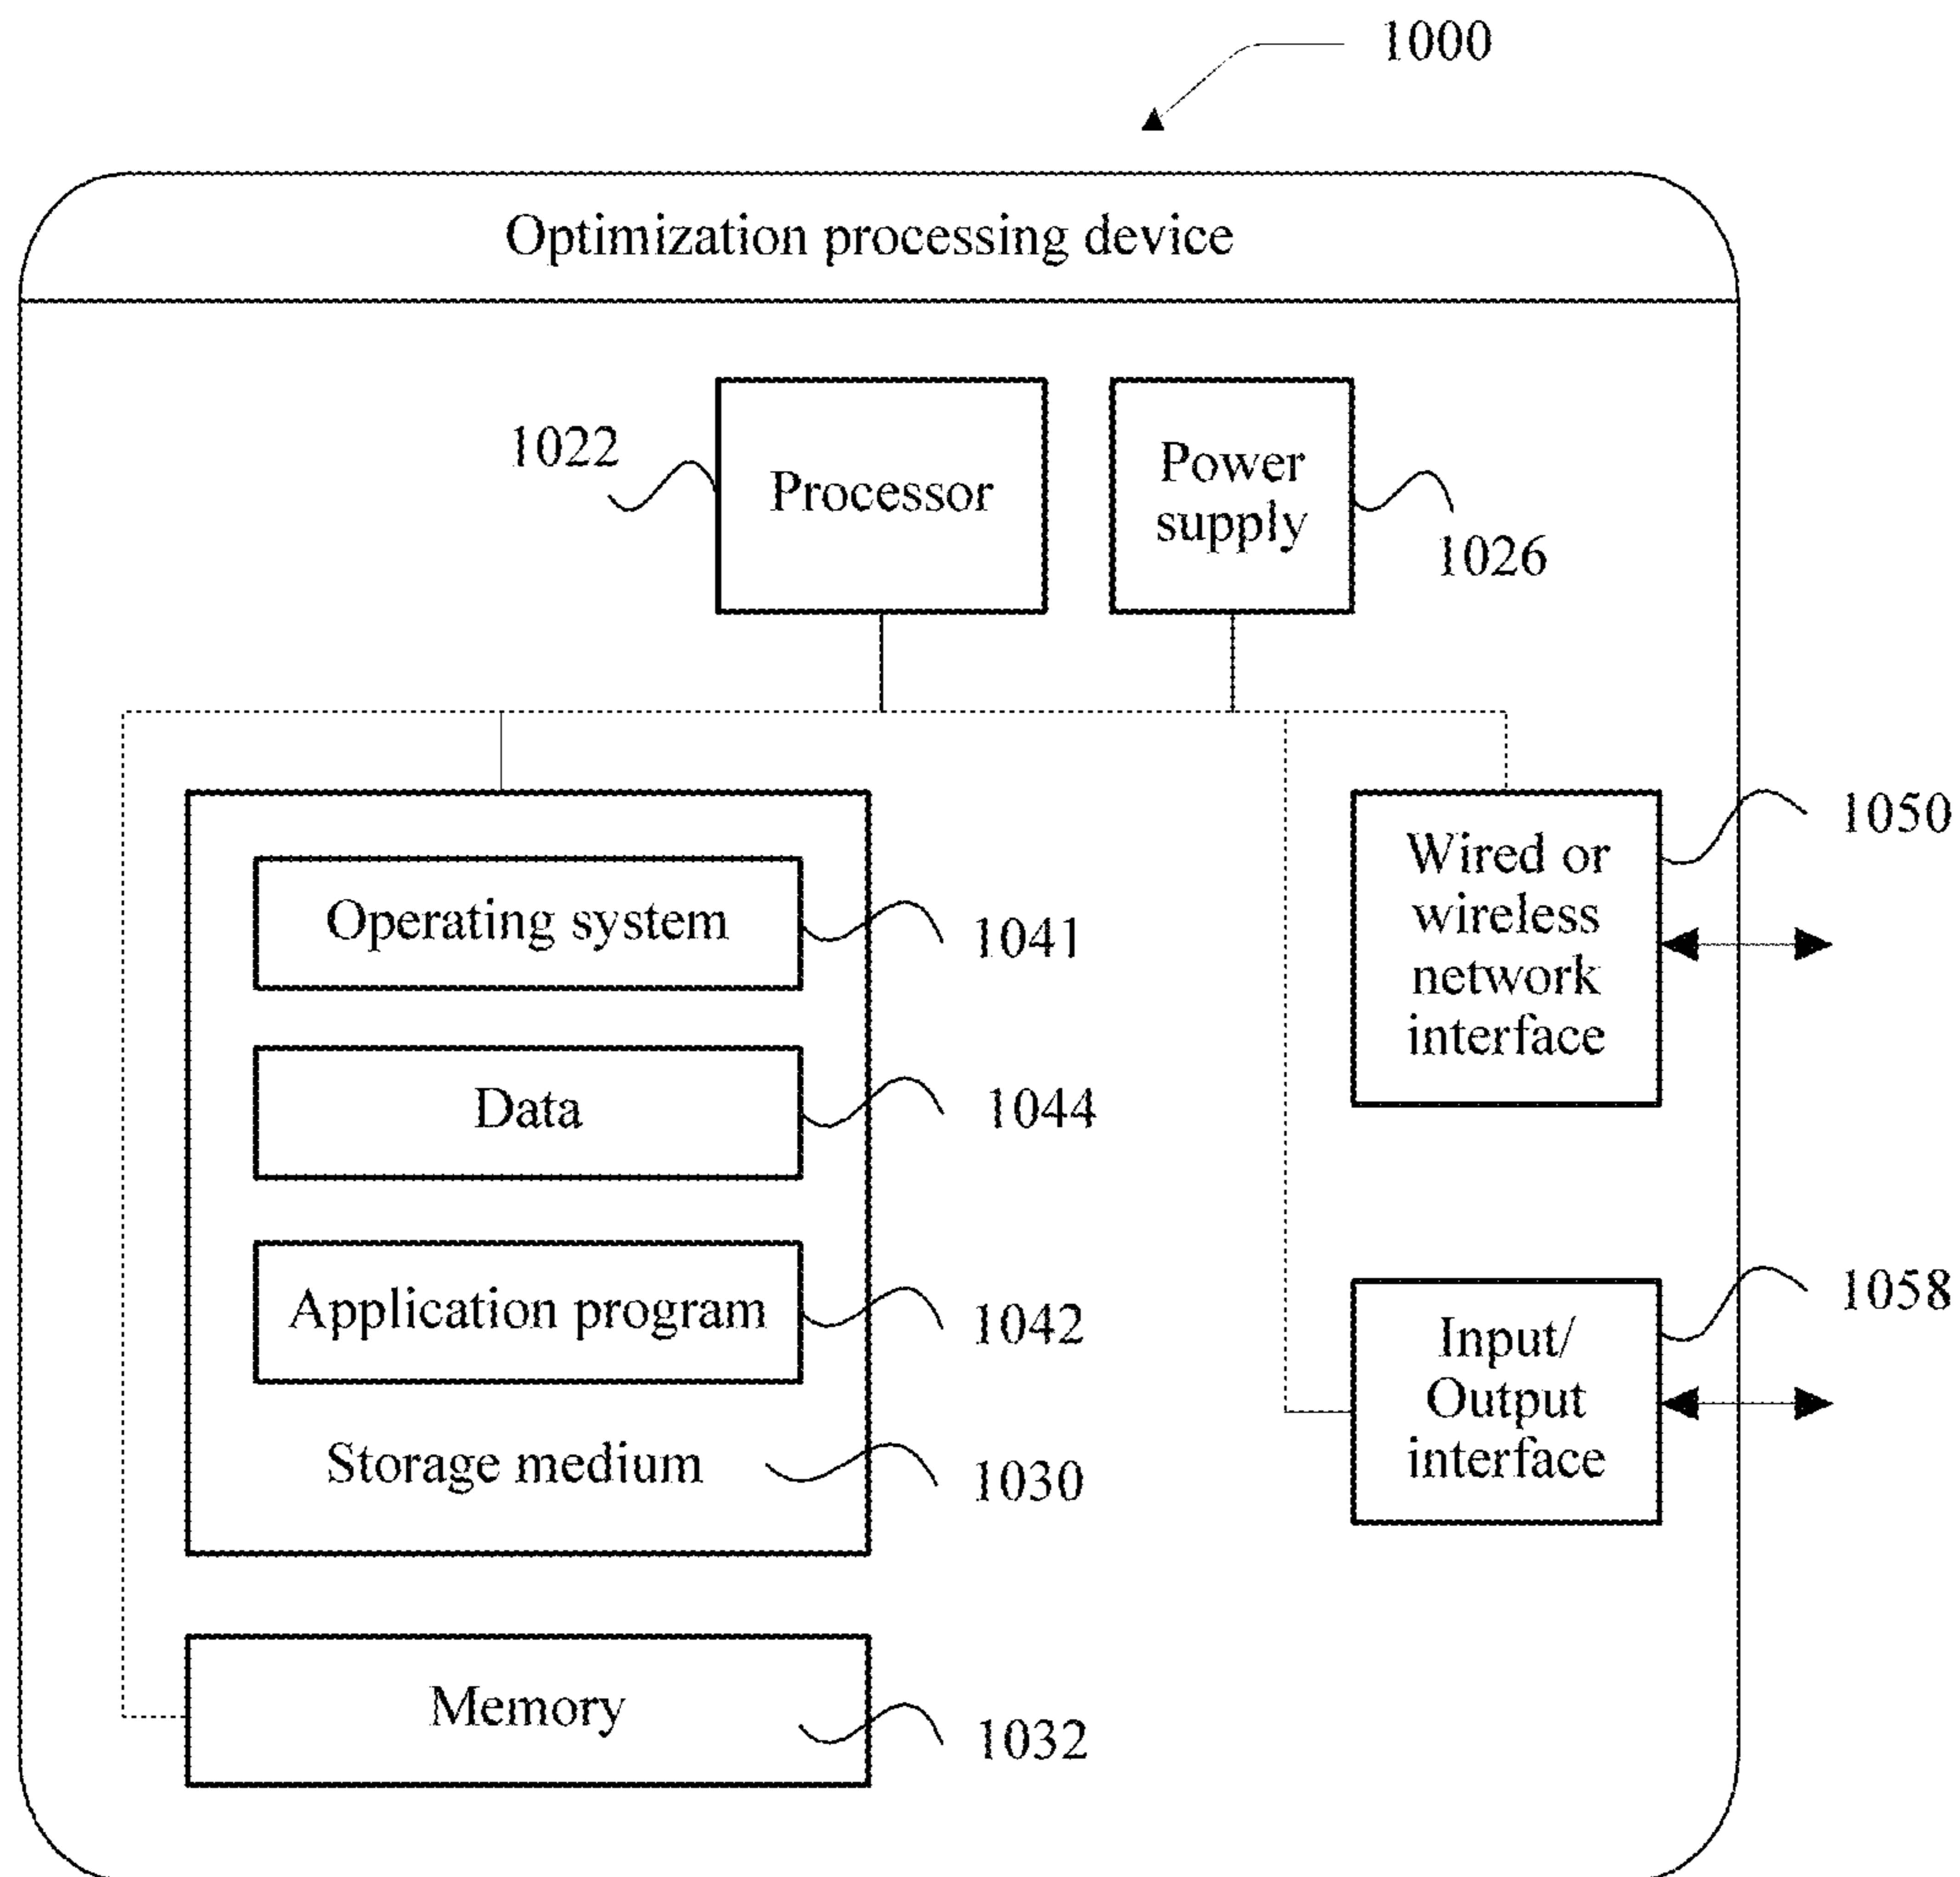 1000
Optimization processing device
1022
Processor
Power
supply
1026
Operating system
1041
Data
1044
Application program
1042
Storage medium
1030
Memory
1032
Wired or
wireless
network
interface
1050
Input/
Output
interface
1058